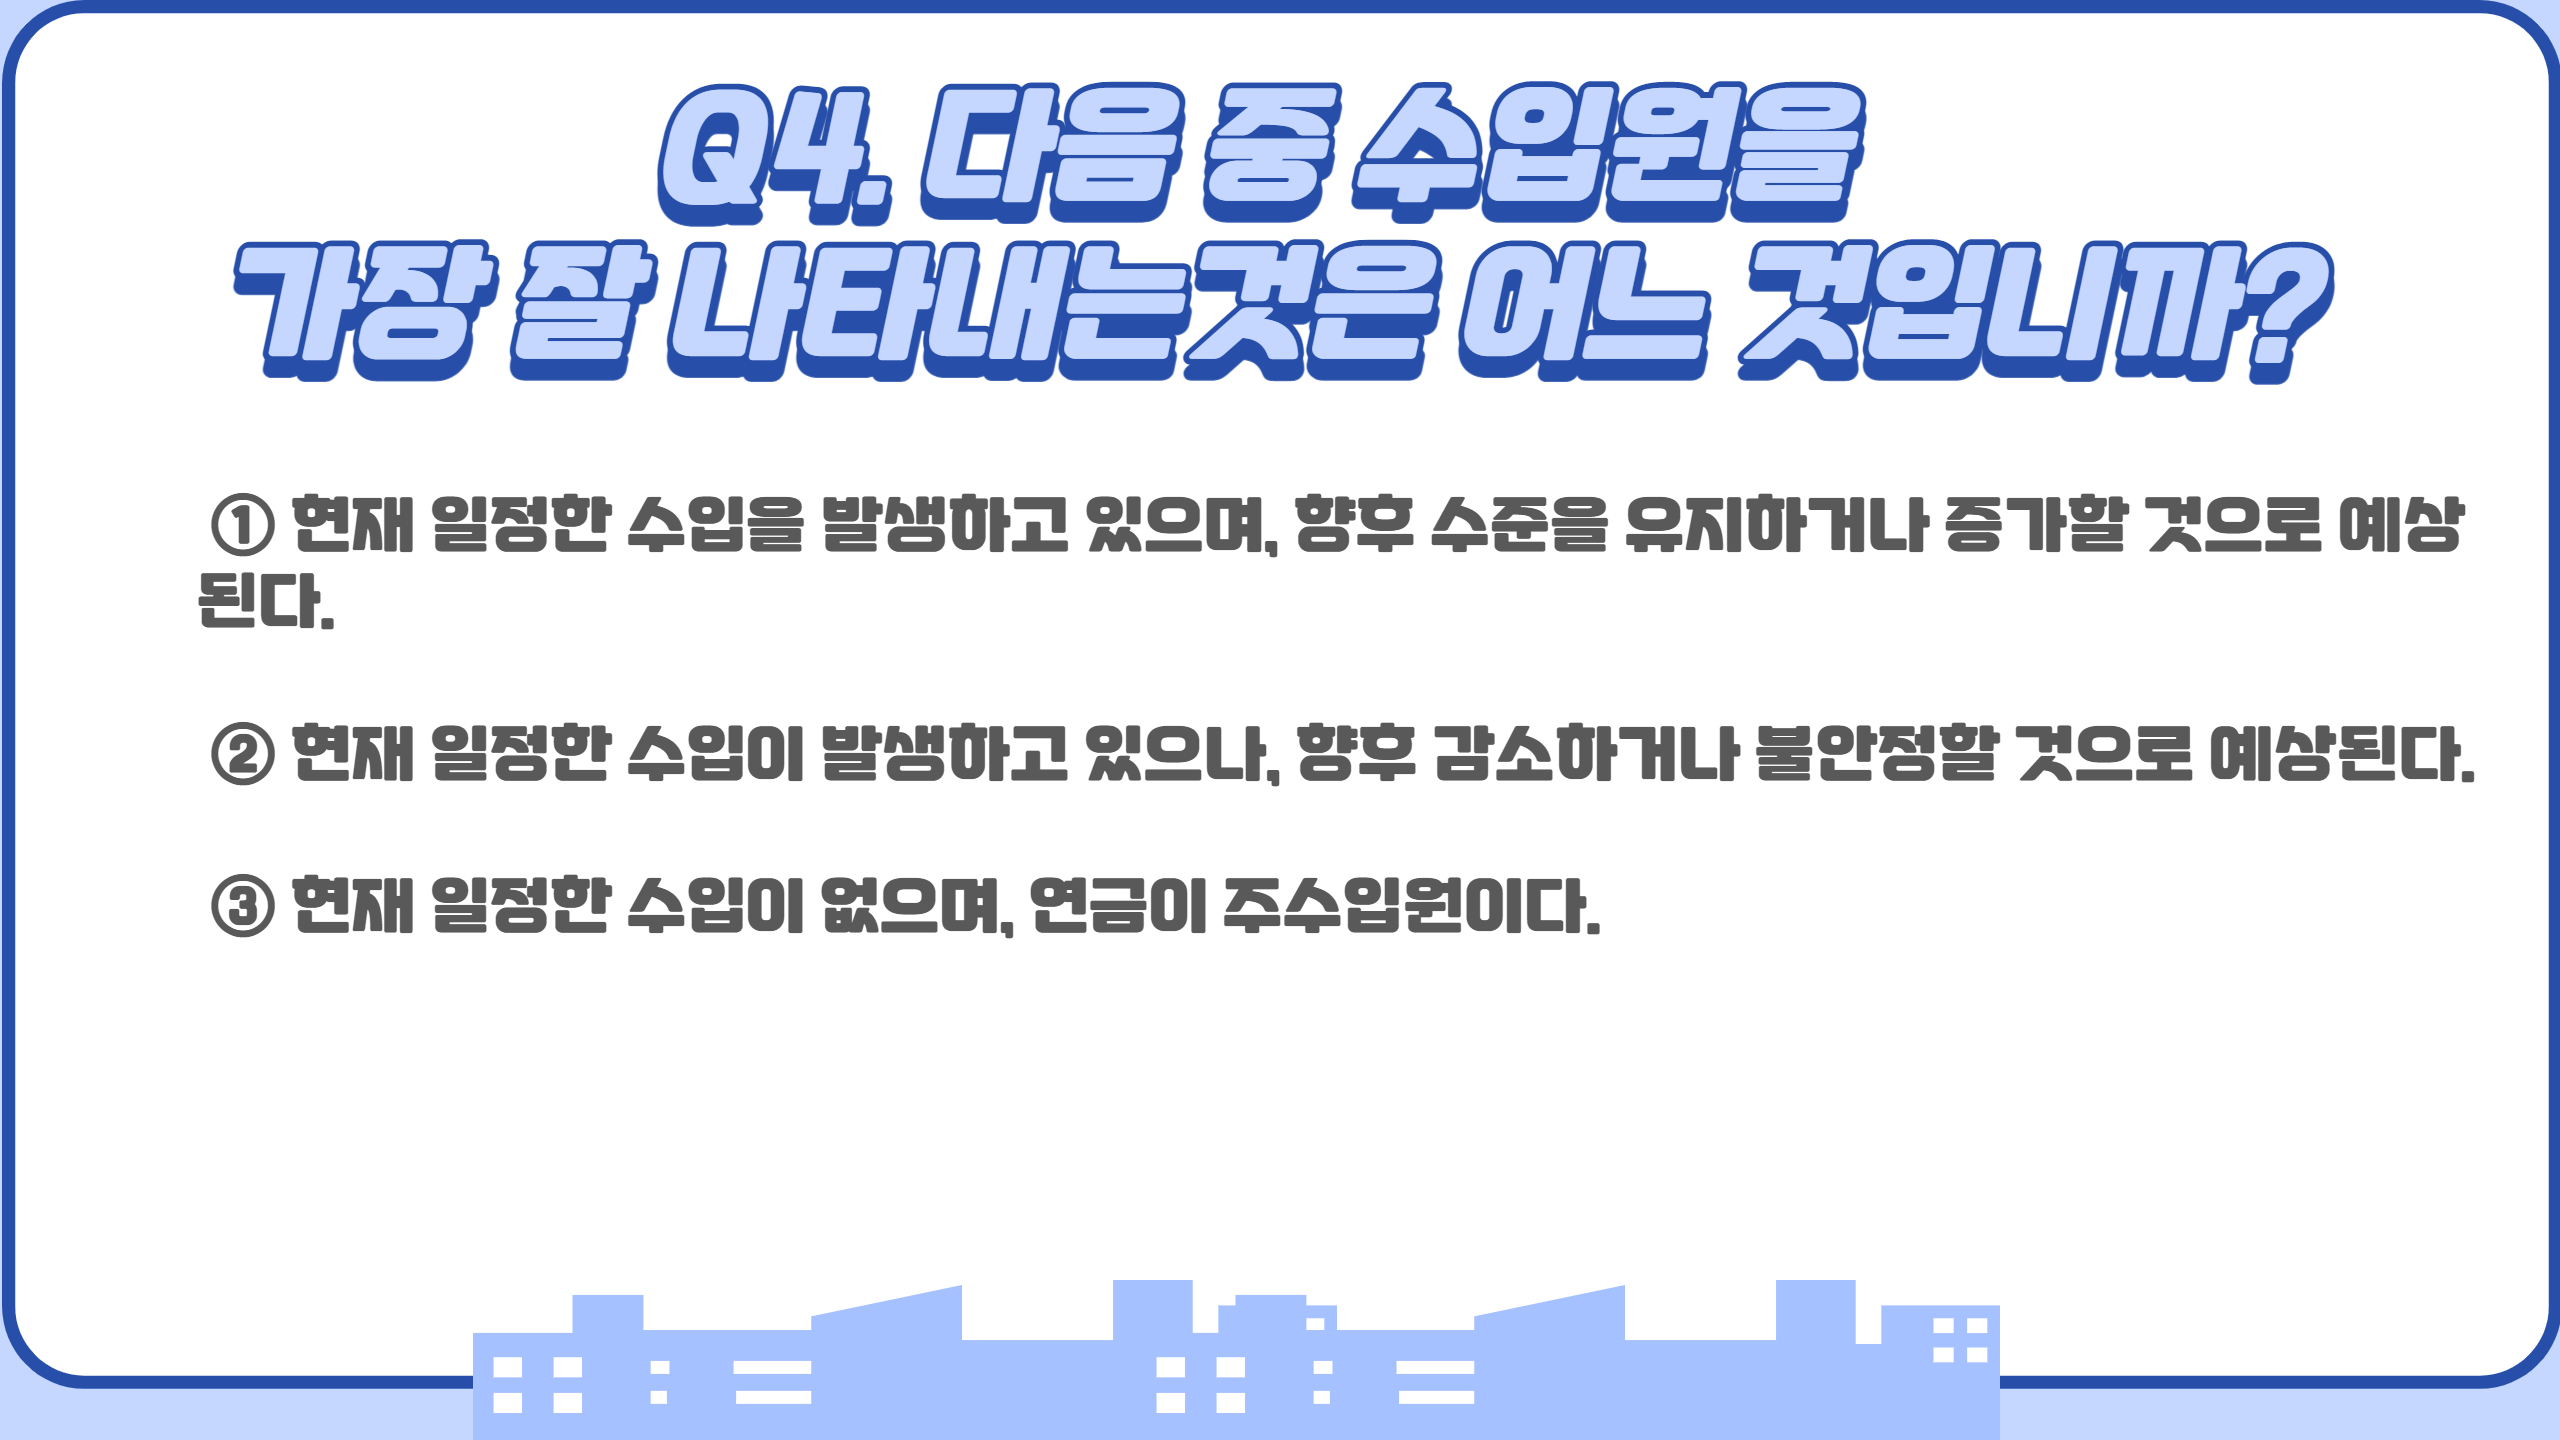 Q4. 다음 중 수입원을
가장 잘 나타내는것은 어느 것입니까?
① 현재 일정한 수입을 발생하고 있으며, 향후 수준을 유지하거나 증가할 것으로 예상
된다.
② 현재 일정한 수입이 발생하고 있으나, 향후 감소하거나 불안정할 것으로 예상된다.
③ 현재 일정한 수입이 없으며, 연금이 주수입원이다.